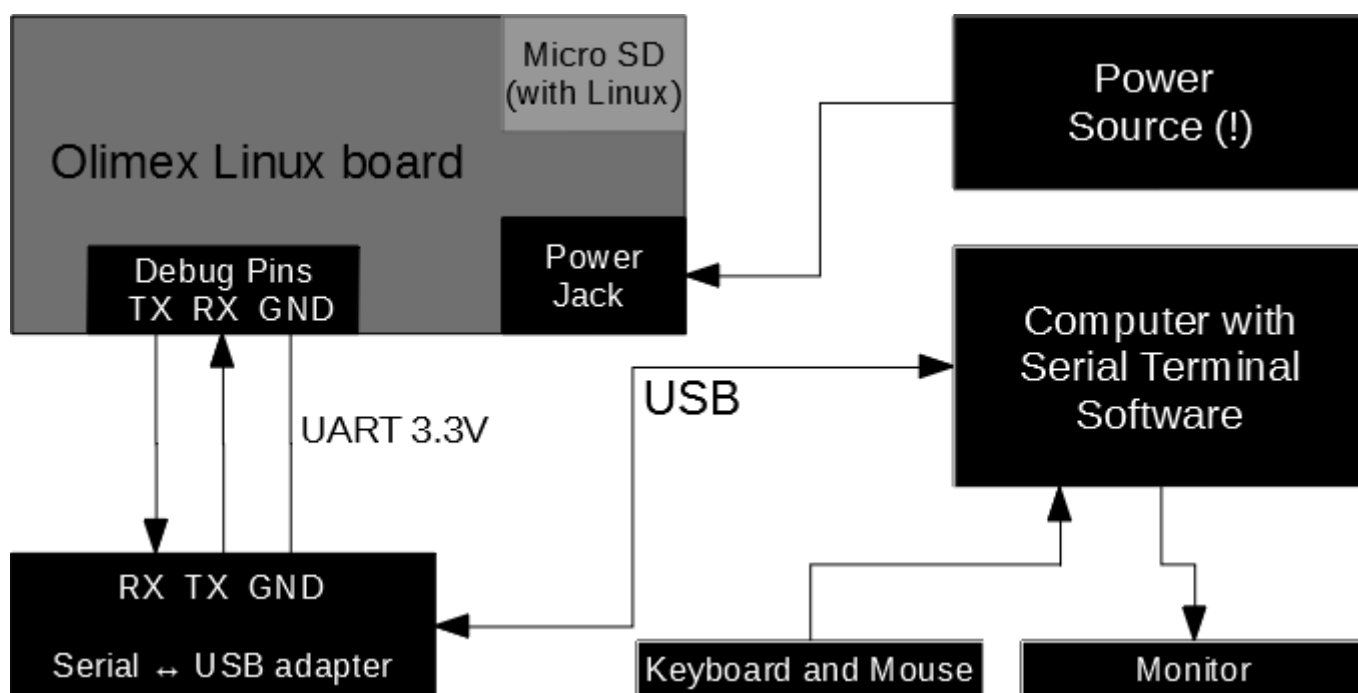 Micro SD
(with Linux)
Olimex Linux board
Power
Source (!)
Debug Pins
TX RX GND
Power
Jack
Computer with
Serial Terminal
Software
USB
UART 3.3V
RX TX GND
Serial ↔ USB adapter
Keyboard and Mouse
Monitor